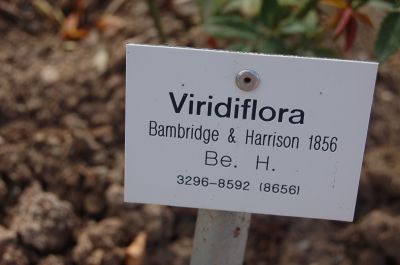 Viridiflora
Bambridge & Harrison 1856
Be. H.
3296-8592 (8656)